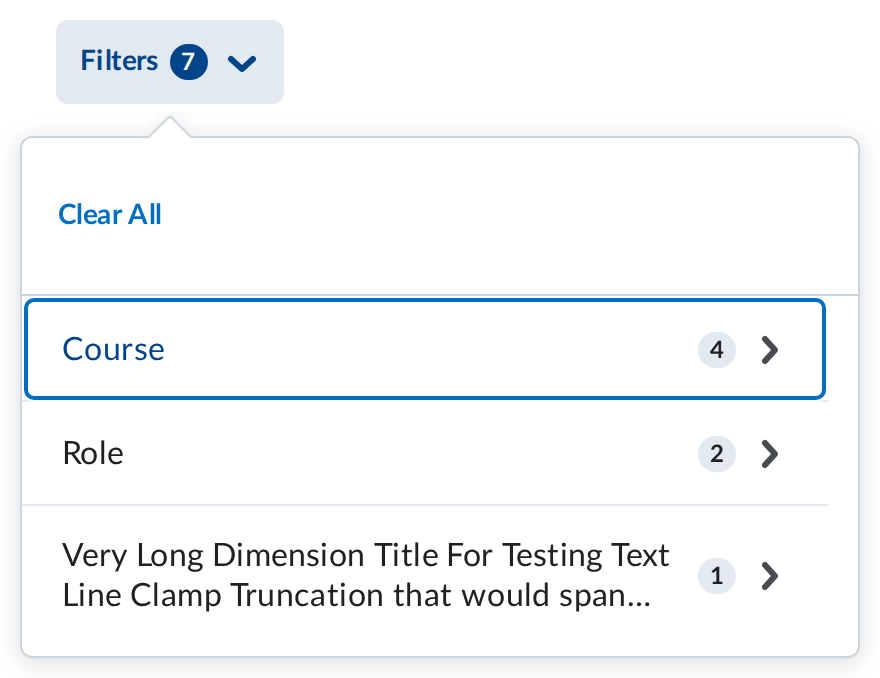 Filters 7
Clear All
Course 4
Role 2
Very Long Dimension Title For Testing Text
Line Clamp Truncation that would span...
1